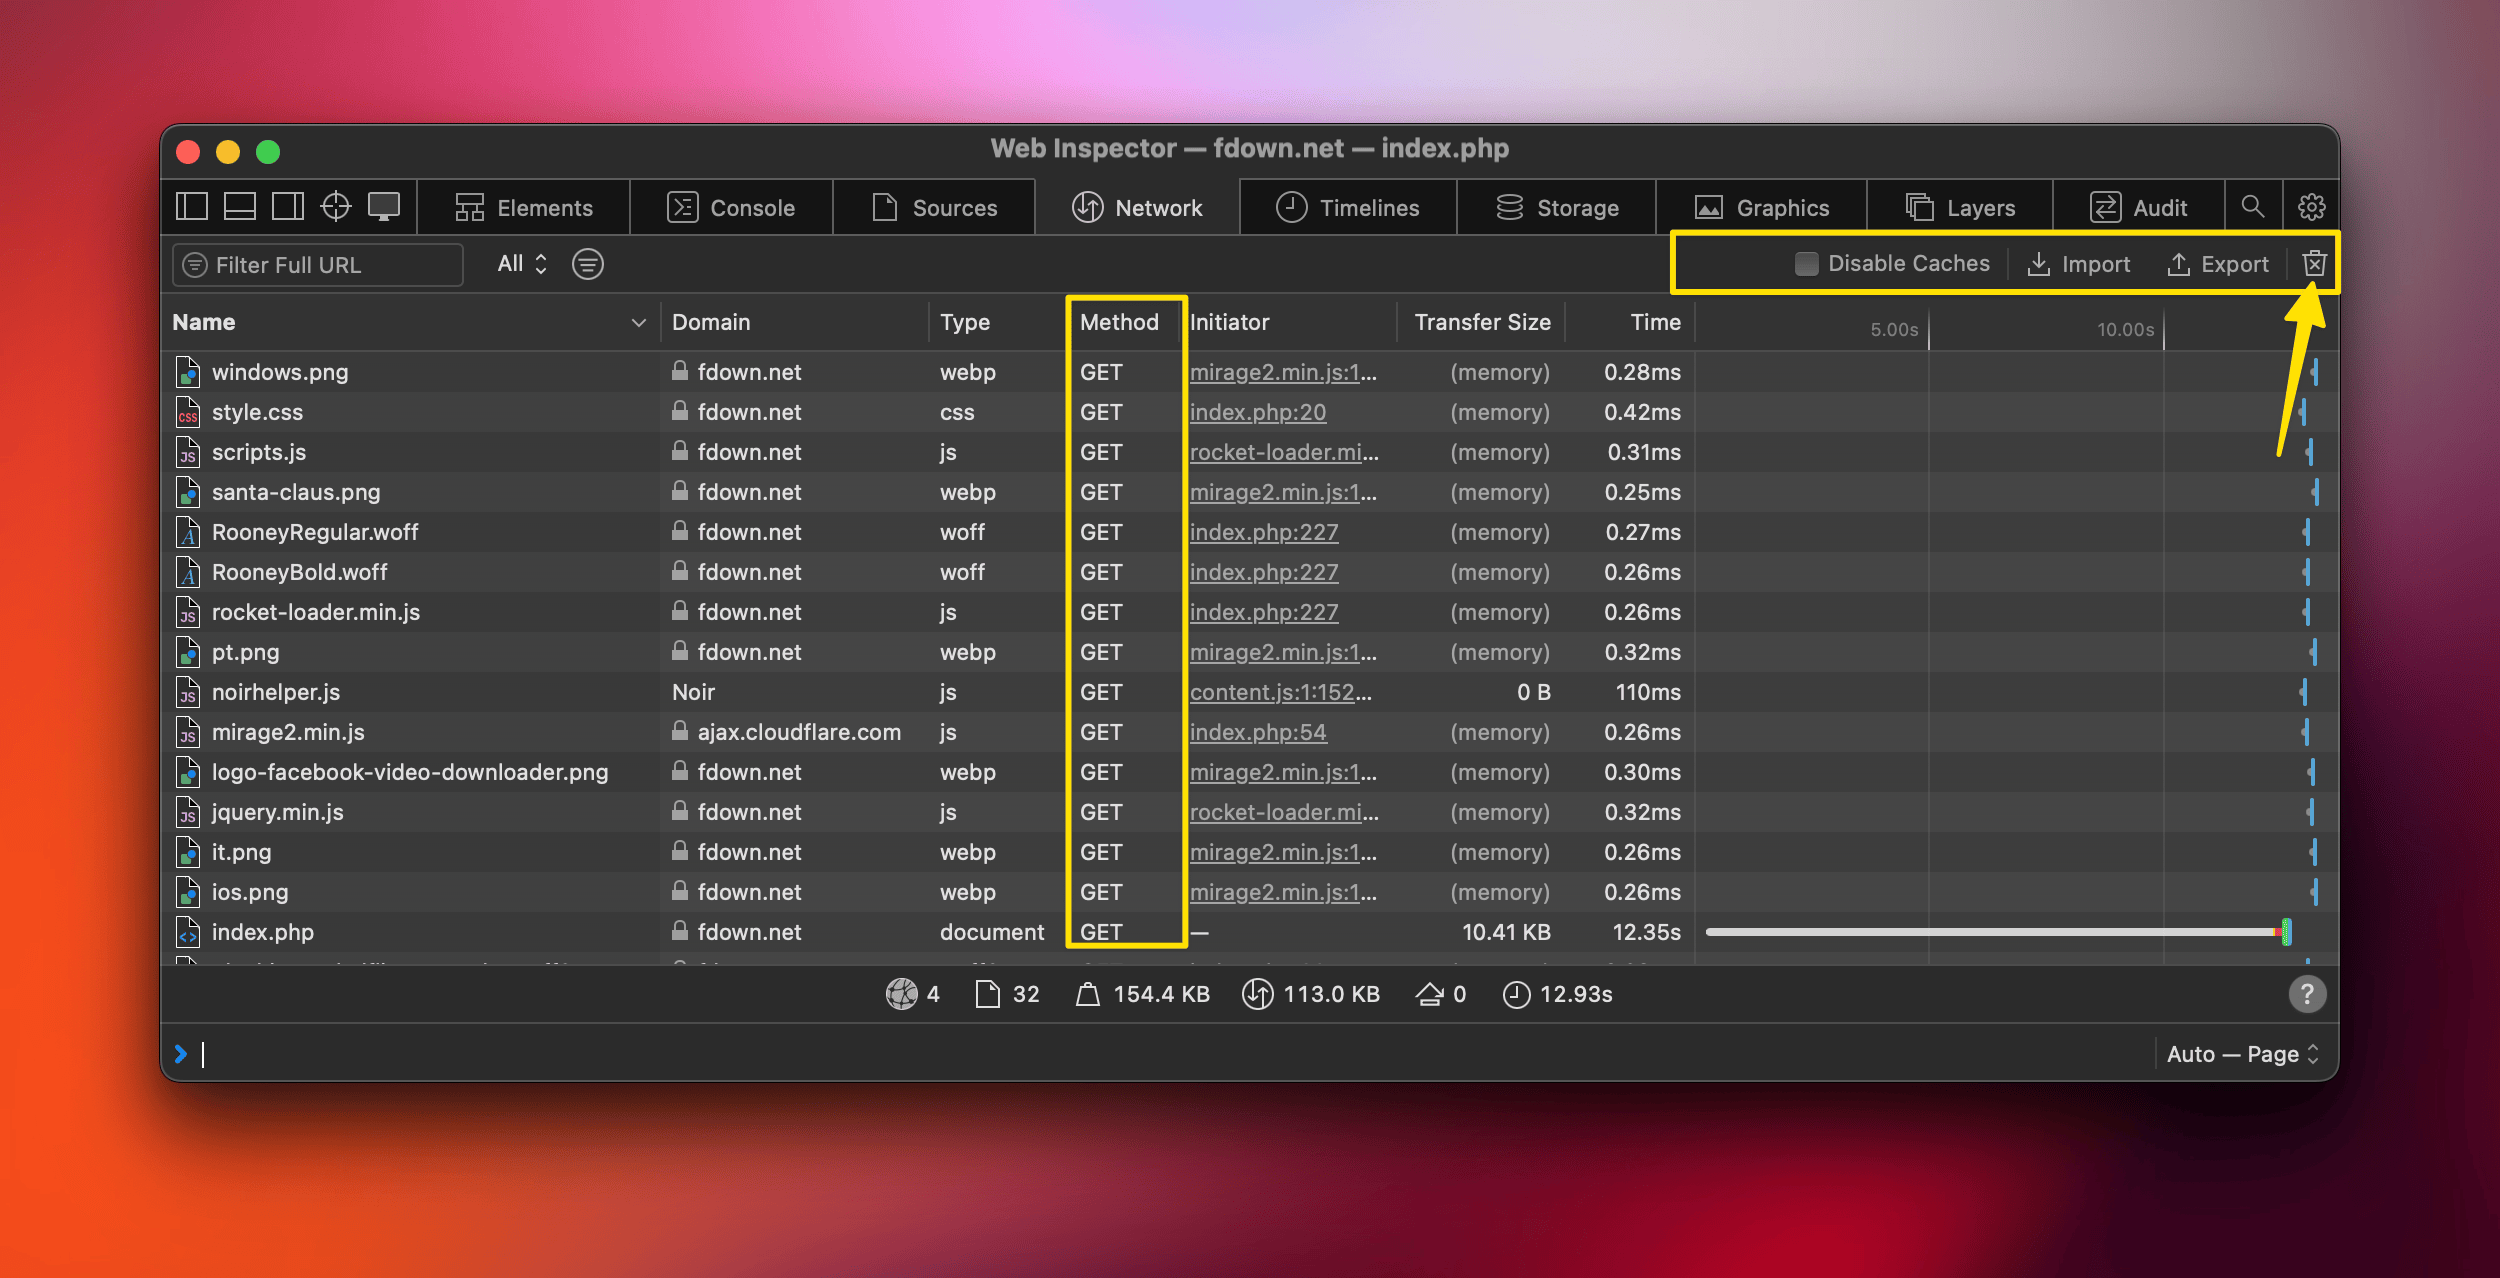 Web Inspector — fdown.net — index.php
Elements Console Sources Network Timelines Storage Graphics Layers Audit
Filter Full URL All Disable Caches Import Export
Name Domain Type Method Initiator Transfer Size Time 5.00s 10.00s
windows.png fdown.net webp GET mirage2.min.js:1... (memory) 0.28ms
CSS style.css fdown.net css GET index.php:20 (memory) 0.42ms
JS scripts.js fdown.net js GET rocket-loader.mi... (memory) 0.31ms
santa-claus.png fdown.net webp GET mirage2.min.js:1... (memory) 0.25ms
A RooneyRegular.woff fdown.net woff GET index.php:227 (memory) 0.27ms
A RooneyBold.woff fdown.net woff GET index.php:227 (memory) 0.26ms
JS rocket-loader.min.js fdown.net js GET index.php:227 (memory) 0.26ms
pt.png fdown.net webp GET mirage2.min.js:1... (memory) 0.32ms
JS noirhelper.js Noir js GET content.js:1:152... 0 B 110ms
JS mirage2.min.js ajax.cloudflare.com js GET index.php:54 (memory) 0.26ms
logo-facebook-video-downloader.png fdown.net webp GET mirage2.min.js:1... (memory) 0.30ms
JS jquery.min.js fdown.net js GET rocket-loader.mi... (memory) 0.32ms
it.png fdown.net webp GET mirage2.min.js:1... (memory) 0.26ms
ios.png fdown.net webp GET mirage2.min.js:1... (memory) 0.26ms
<> index.php fdown.net document GET — 10.41 KB 12.35s
4 32 154.4 KB 113.0 KB 0 12.93s ?
Auto — Page